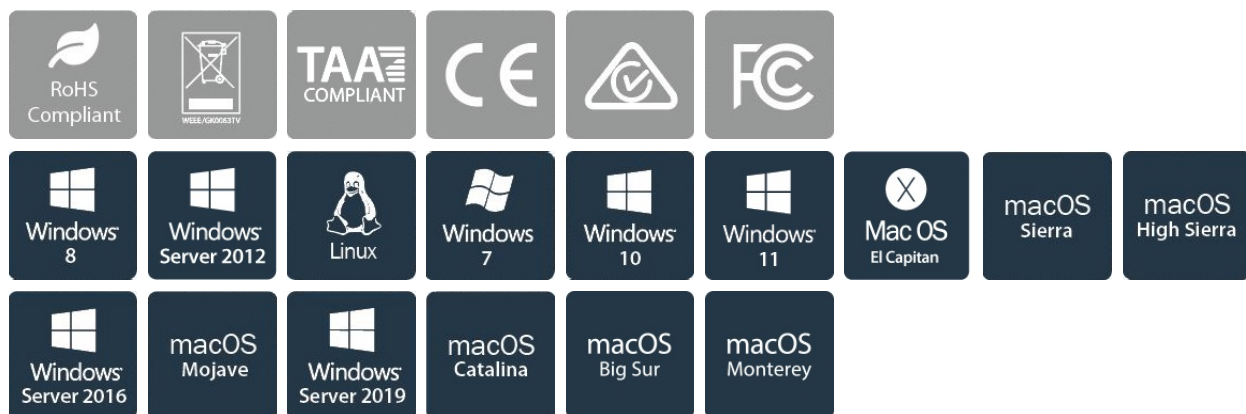 RoHS
Compliant
WEEE/GK0083TV
TAA
COMPLIANT
CE
FC
Windows
8
Windows
Server 2012
Linux
Windows
7
Windows
10
Windows
11
X
Mac OS
El Capitan
macOS
Sierra
macOS
High Sierra
Windows
Server 2016
macOS
Mojave
Windows
Server 2019
macOS
Catalina
macOS
Big Sur
macOS
Monterey